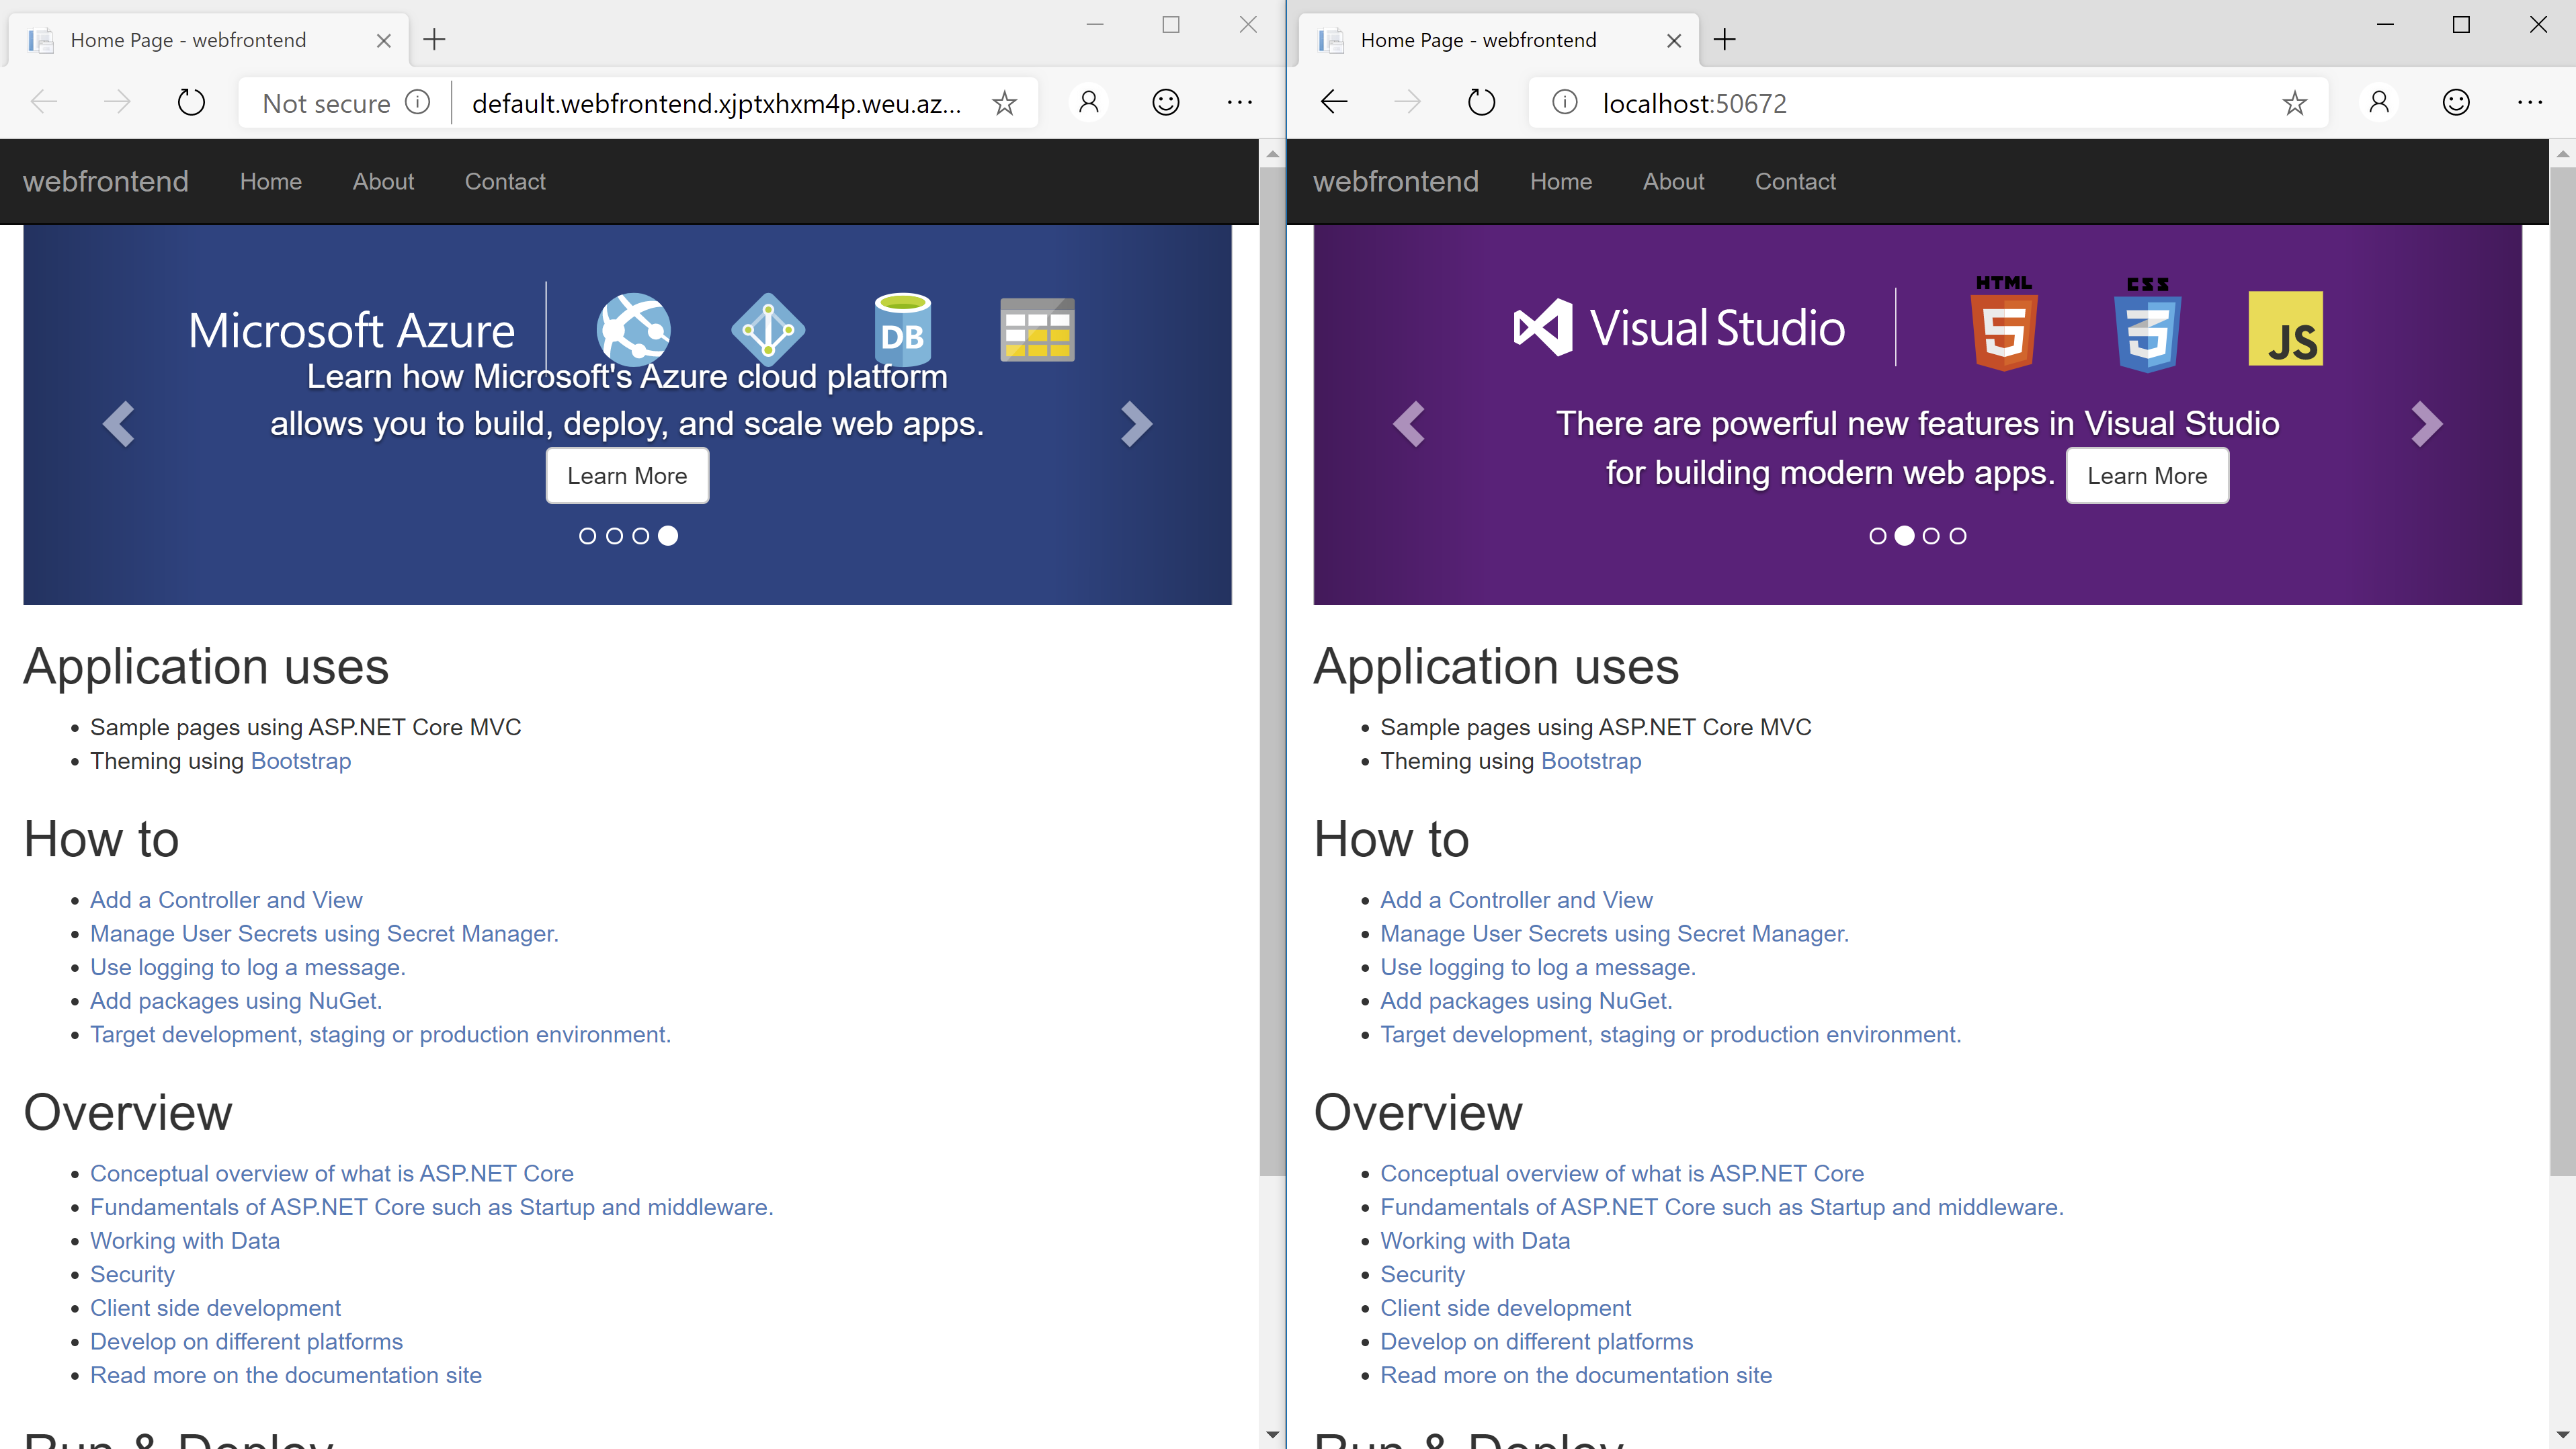 Home Page - webfrontend
Not secure
default.webfrontend.xjptxhxm4p.weu.az...
webfrontend Home About Contact
Microsoft Azure
DB
Learn how Microsoft's Azure cloud platform
allows you to build, deploy, and scale web apps.
Learn More
Application uses
Sample pages using ASP.NET Core MVC
Theming using Bootstrap
How to
Add a Controller and View
Manage User Secrets using Secret Manager.
Use logging to log a message.
Add packages using NuGet.
Target development, staging or production environment.
Overview
Conceptual overview of what is ASP.NET Core
Fundamentals of ASP.NET Core such as Startup and middleware.
Working with Data
Security
Client side development
Develop on different platforms
Read more on the documentation site
Run & Deploy
Home Page - webfrontend
localhost:50672
webfrontend Home About Contact
Visual Studio
HTML
5
CSS
3
JS
There are powerful new features in Visual Studio
for building modern web apps. Learn More
Application uses
Sample pages using ASP.NET Core MVC
Theming using Bootstrap
How to
Add a Controller and View
Manage User Secrets using Secret Manager.
Use logging to log a message.
Add packages using NuGet.
Target development, staging or production environment.
Overview
Conceptual overview of what is ASP.NET Core
Fundamentals of ASP.NET Core such as Startup and middleware.
Working with Data
Security
Client side development
Develop on different platforms
Read more on the documentation site
Run & Deploy